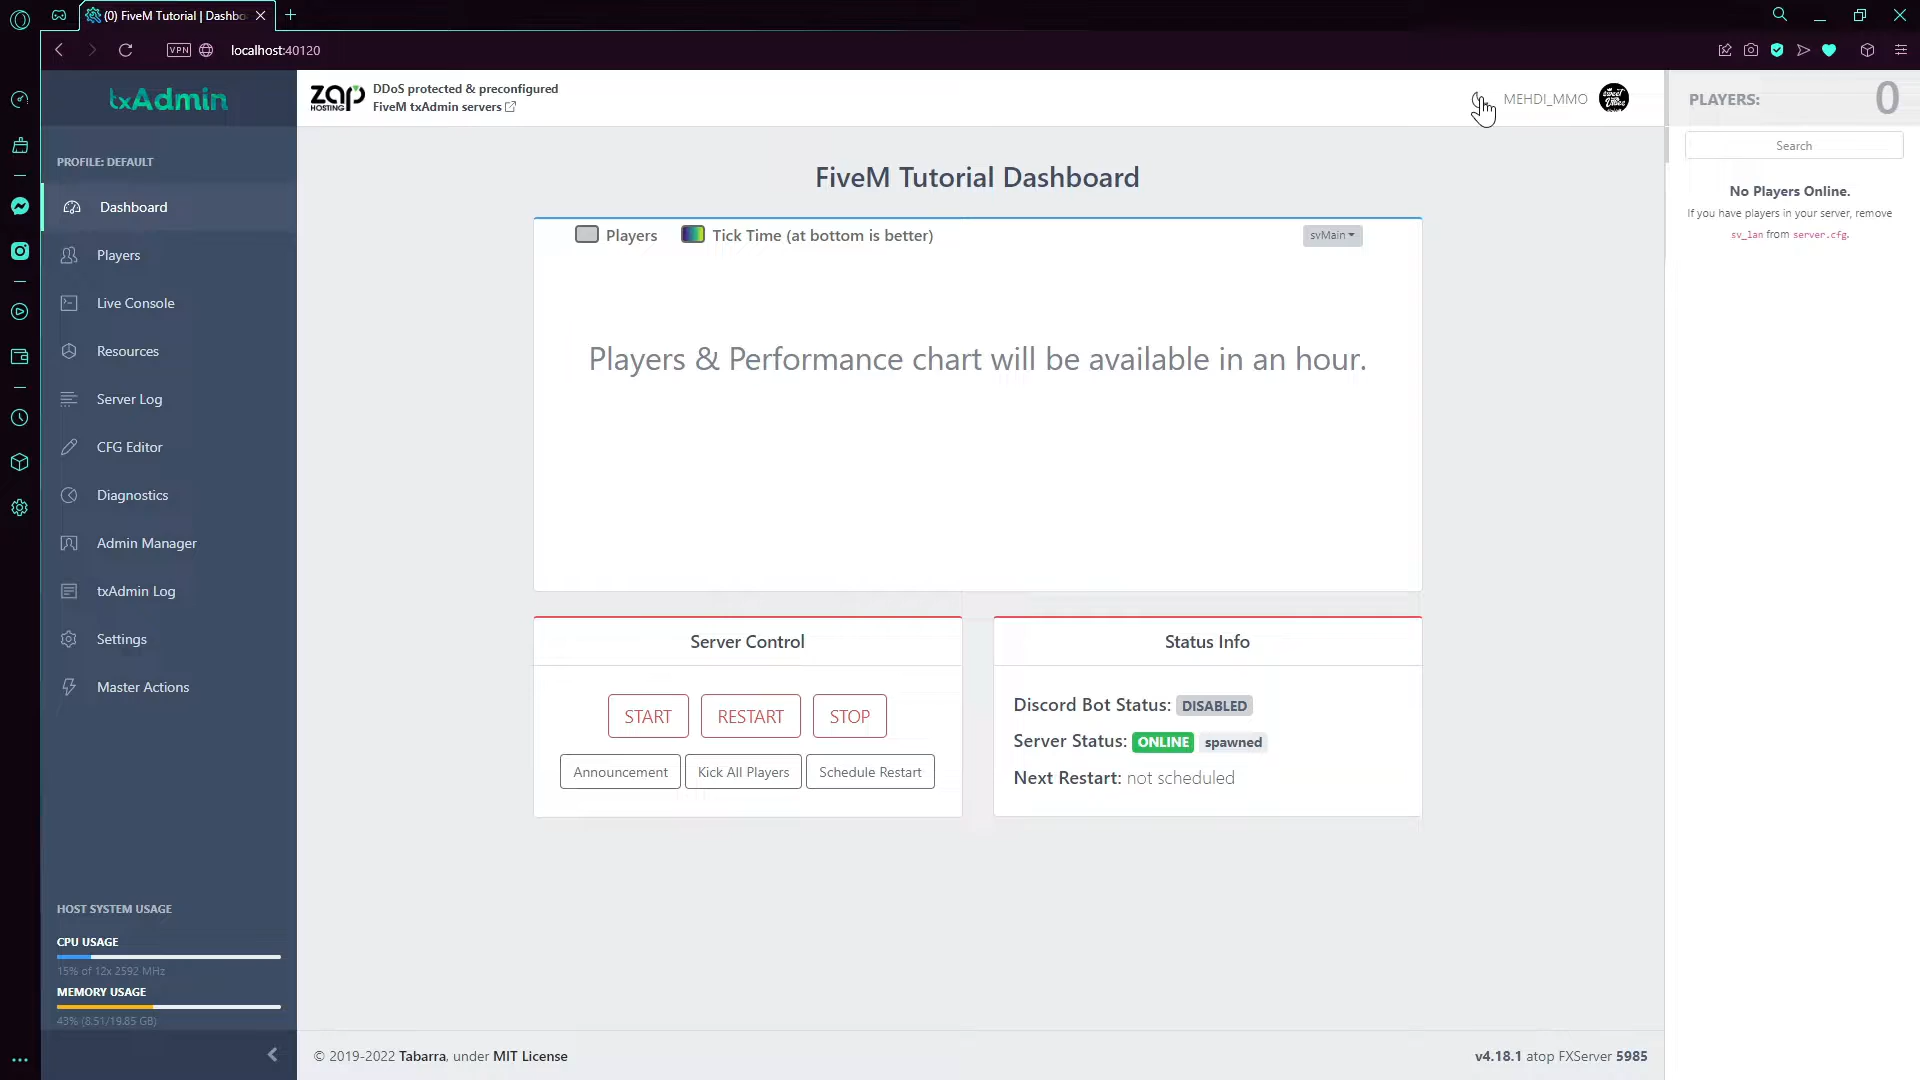 (0) FiveM Tutorial | Dashbo
VPN
localhost:40120
txAdmin
ZAP
HOSTING
DDoS protected & preconfigured
FiveM txAdmin servers
MEHDI_MMO
PLAYERS:
0
Search
No Players Online.
If you have players in your server, remove
sv_lan from server.cfg.
PROFILE: DEFAULT
Dashboard
Players
Live Console
Resources
Server Log
CFG Editor
Diagnostics
Admin Manager
txAdmin Log
Settings
Master Actions
HOST SYSTEM USAGE
CPU USAGE
15% of 12x 2592 MHz
MEMORY USAGE
43% (8.51/19.85 GB)
FiveM Tutorial Dashboard
Players
Tick Time (at bottom is better)
svMain
Players & Performance chart will be available in an hour.
Server Control
START
RESTART
STOP
Announcement
Kick All Players
Schedule Restart
Status Info
Discord Bot Status: DISABLED
Server Status: ONLINE spawned
Next Restart: not scheduled
© 2019-2022 Tabarra, under MIT License
v4.18.1 atop FXServer 5985